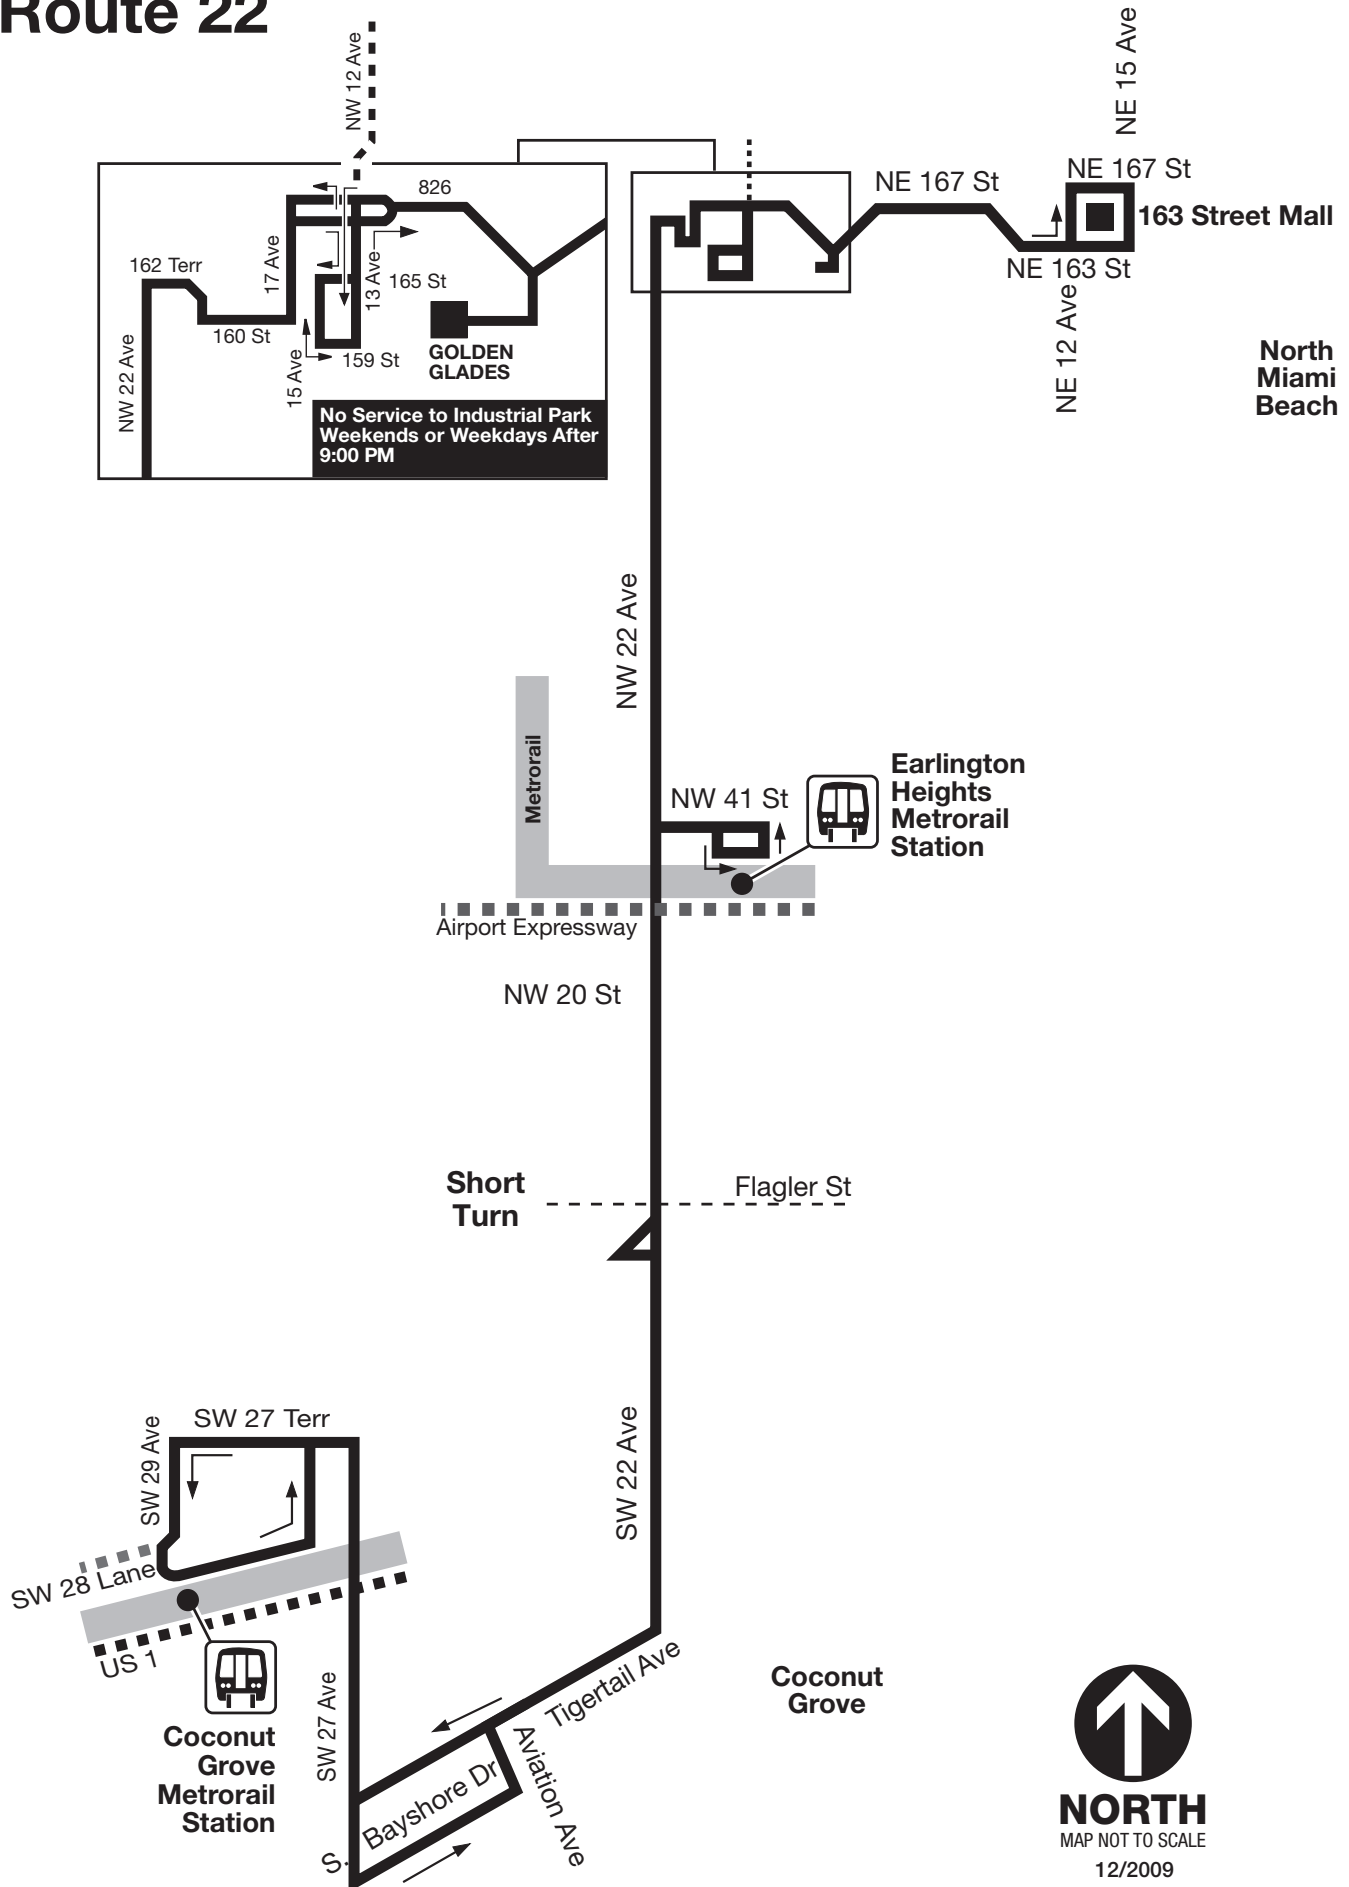 Route 22
NE 15 Ave
NW 12 Ave
NE 167 St
NE 167 St
163 Street Mall
NE 163 St
NE 12 Ave
North
Miami
Beach
826
17 Ave
162 Terr
13 Ave
165 St
160 St
15 Ave
159 St
NW 22 Ave
GOLDEN
GLADES
No Service to Industrial Park
Weekends or Weekdays After
9:00 PM
NW 22 Ave
Metrorail
NW 41 St
Earlington
Heights
Metrorail
Station
Airport Expressway
NW 20 St
Short
Turn
Flagler St
SW 22 Ave
SW 27 Terr
SW 29 Ave
SW 28 Lane
US 1
Coconut
Grove
Metrorail
Station
SW 27 Ave
Tigertail Ave
Aviation Ave
S. Bayshore Dr
Coconut
Grove
NORTH
MAP NOT TO SCALE
12/2009